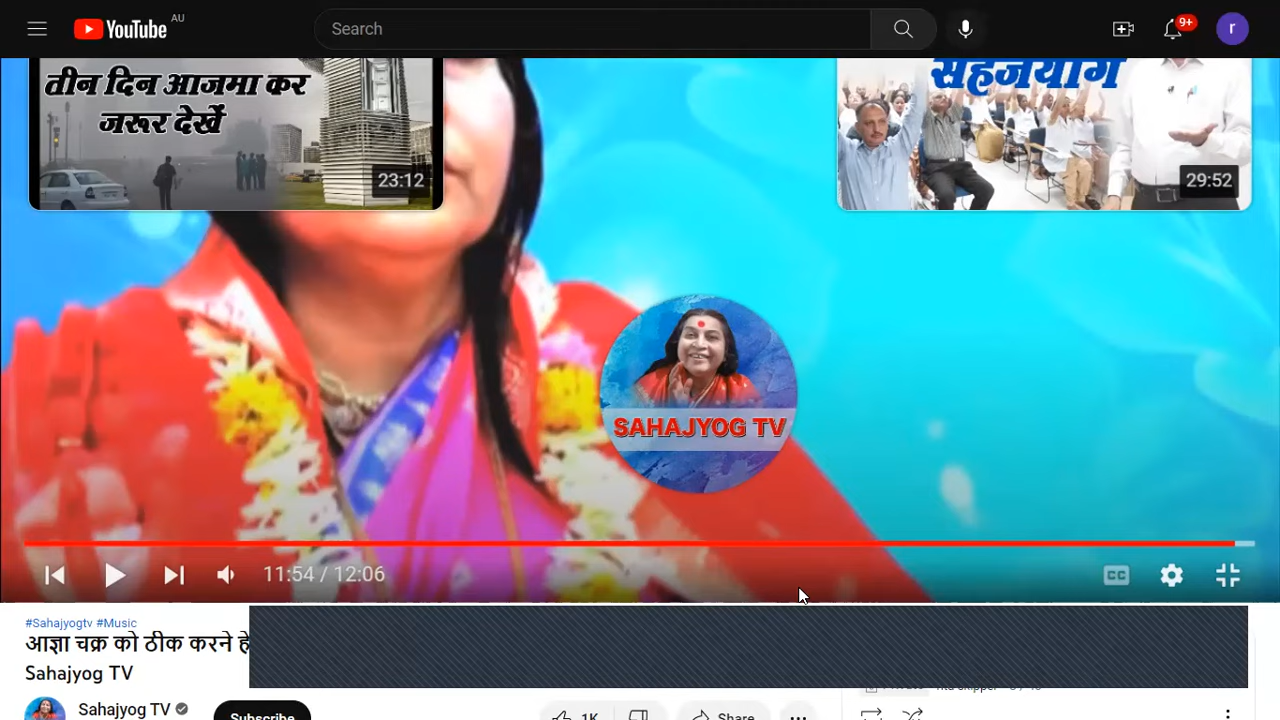 YouTube AU
Search
9+
r
तीन दिन आजमा कर
जरूर देखें
23:12
सहजयोग
29:52
SAHAJYOG TV
11:54 / 12:06
CC
#Sahajyogtv #Music
आज्ञा चक्र को ठीक करने हे
Sahajyog TV
Sahajyog TV
Subscribe
1K
Share